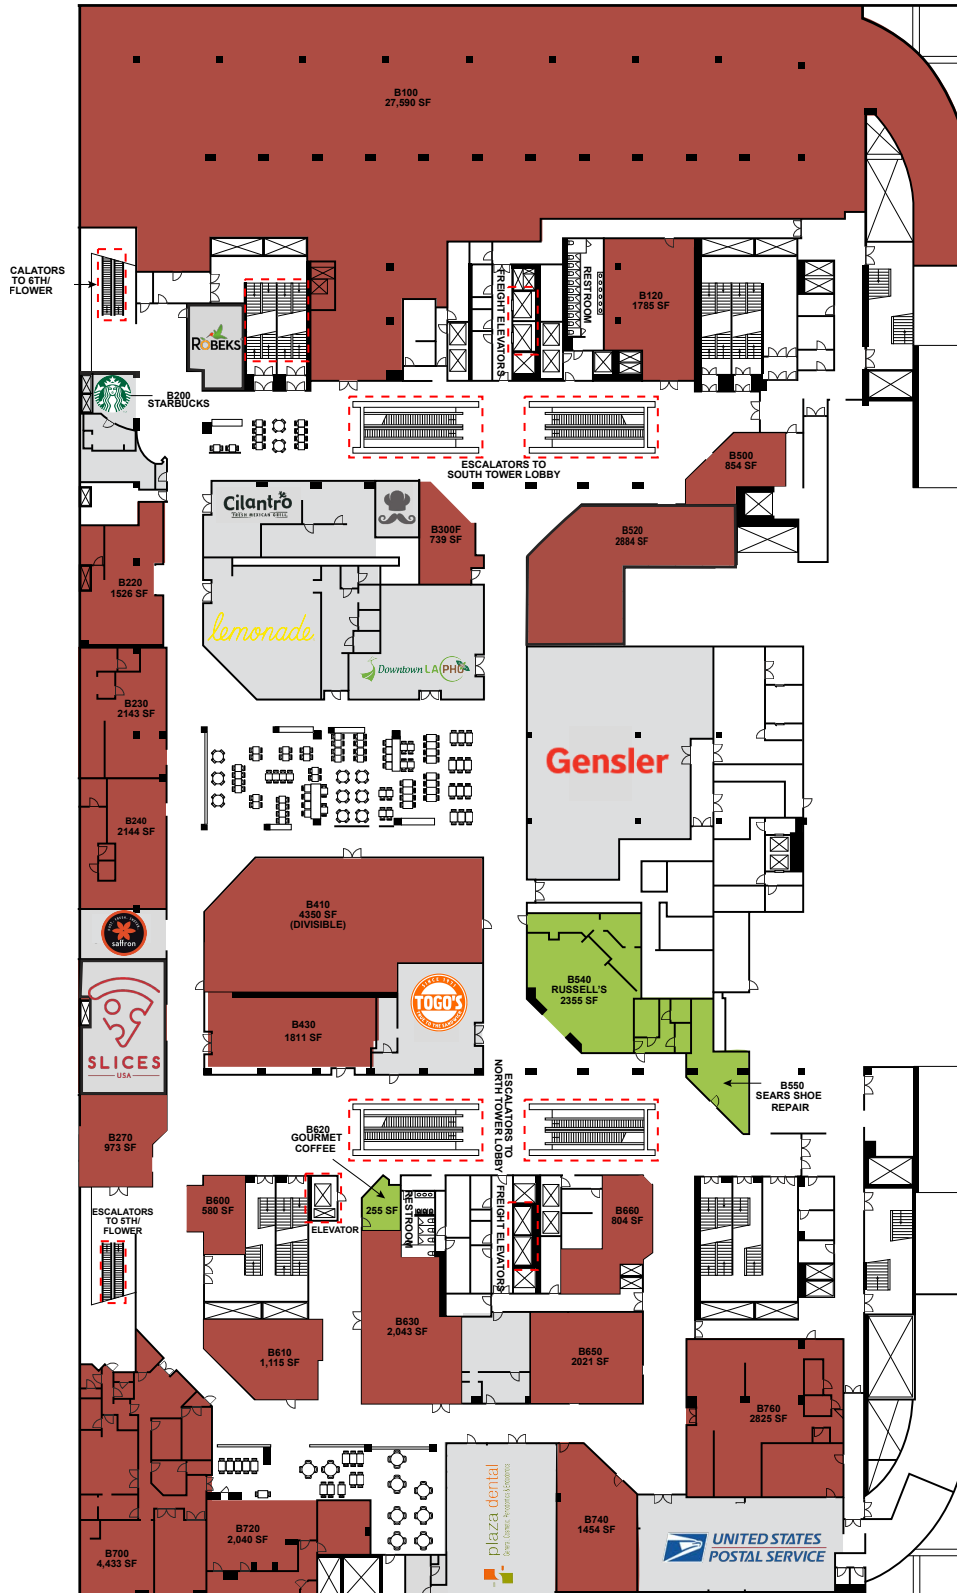 B100
27,590 SF
CALATORS
TO 6TH/
FLOWER
FREIGHT ELEVATORS
RESTROOM
B120
1785 SF
ROBEKS
B200
STARBUCKS
ESCALATORS TO
SOUTH TOWER LOBBY
B500
854 SF
Cilantro
FRESH MEXICAN GRILL
B300F
739 SF
B520
2884 SF
B220
1526 SF
lemonade
Downtown LA PHO
B230
2143 SF
Gensler
B240
2144 SF
B410
4350 SF
(DIVISIBLE)
saffron
B540
RUSSELL'S
2355 SF
SINCE 1971
TOGO'S
B430
1811 SF
SLICES
USA
ESCALATORS TO
NORTH TOWER LOBBY
B550
SEARS SHOE
REPAIR
B270
973 SF
B620
GOURMET
COFFEE
255 SF
B600
580 SF
ESCALATORS
TO 5TH/
FLOWER
ELEVATOR
RESTROOM
FREIGHT ELEVATORS
B660
804 SF
B630
2,043 SF
B610
1,115 SF
B650
2021 SF
B760
2825 SF
plaza dental
B700
4,433 SF
B720
2,040 SF
B740
1454 SF
UNITED STATES
POSTAL SERVICE